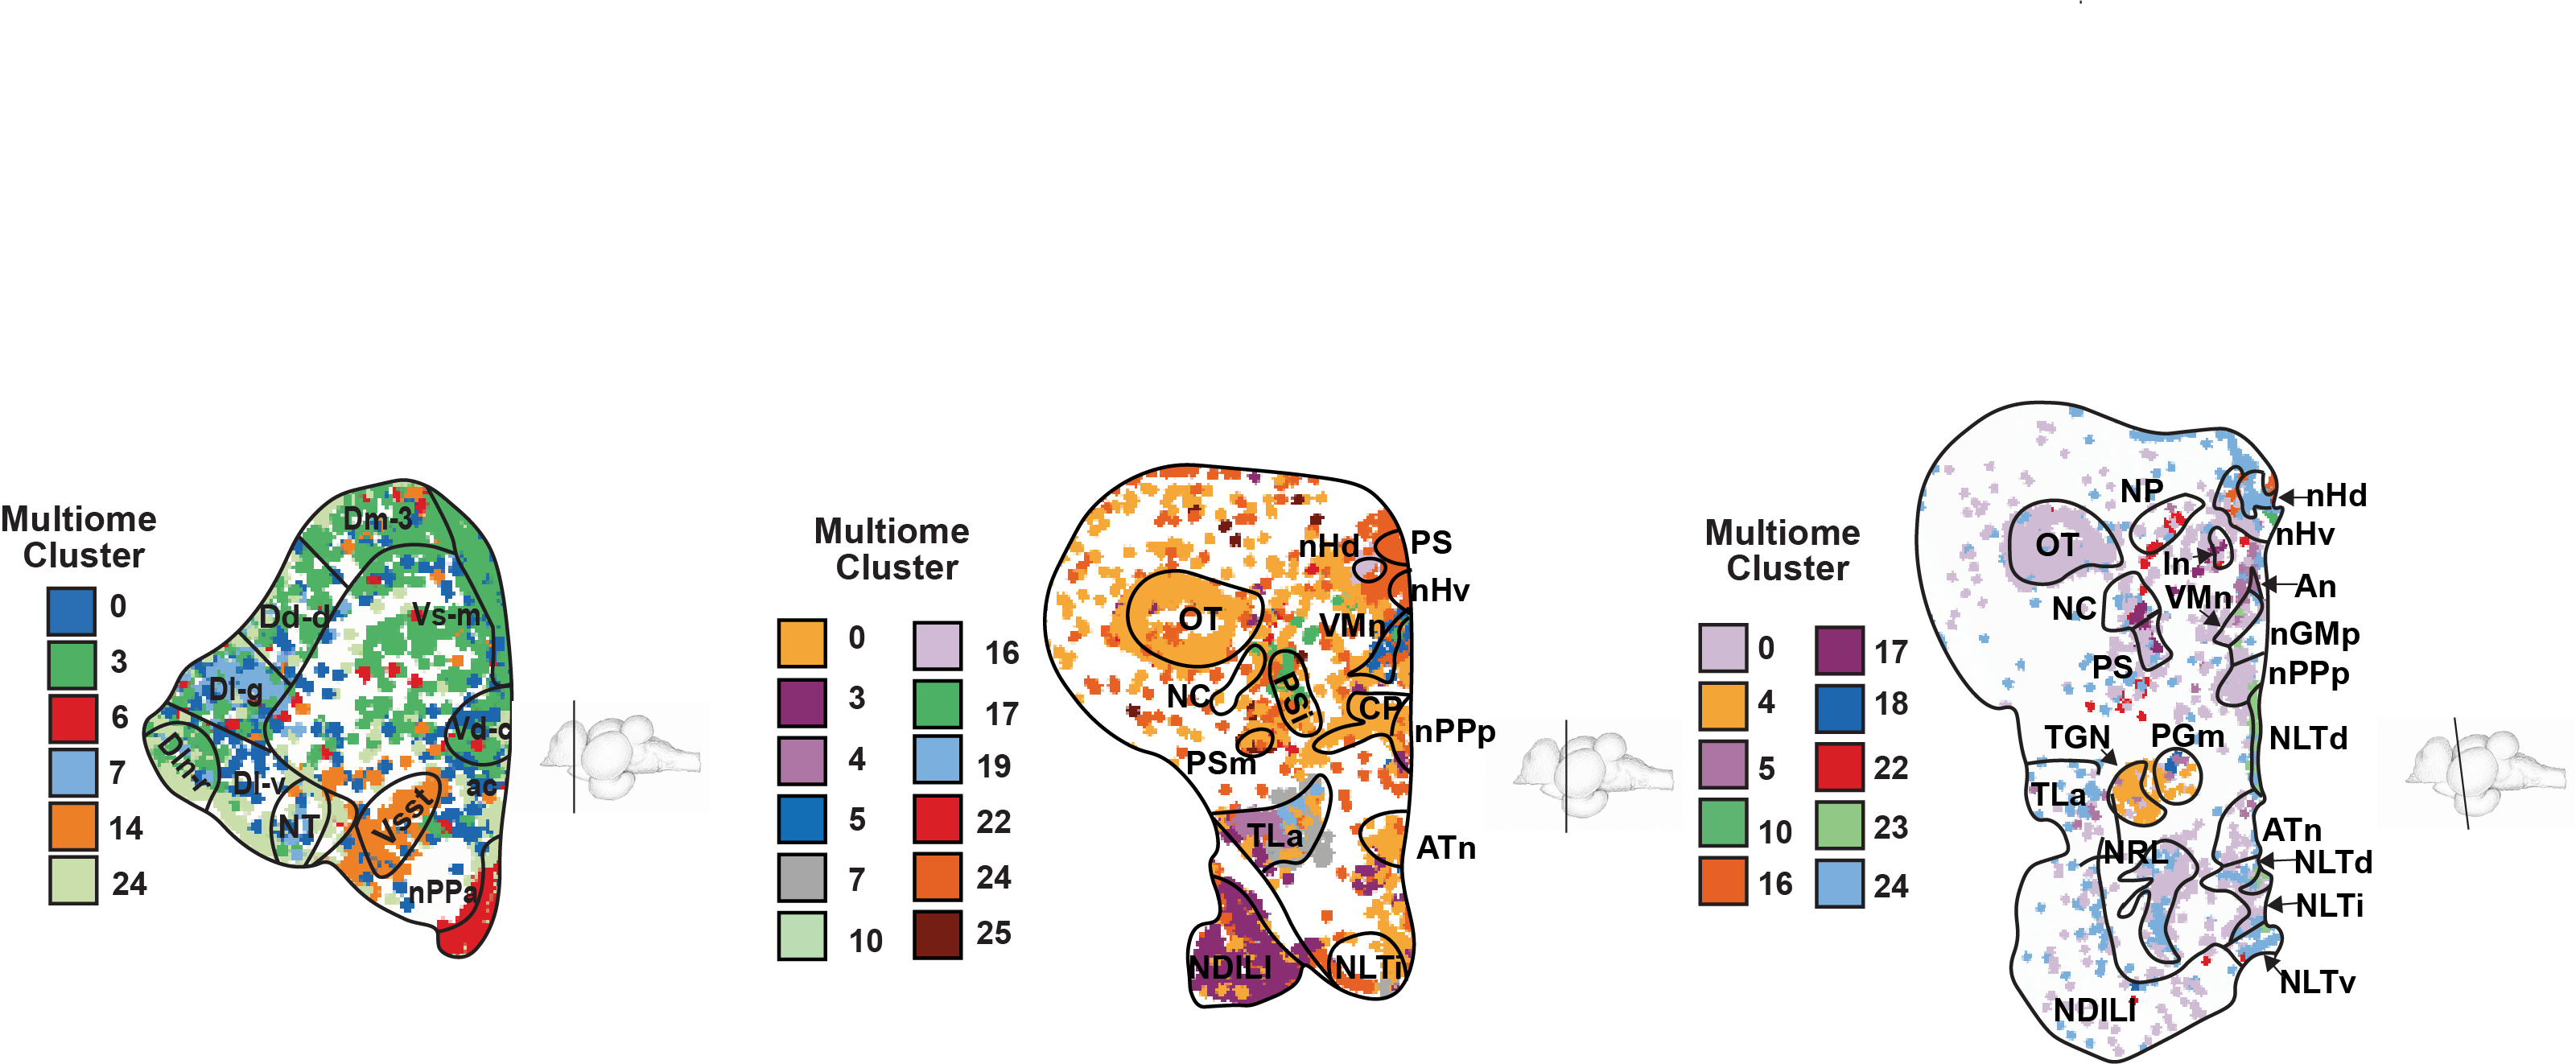 Multiome
Cluster
0
3
6
7
14
24
Dm-3
Dd-d
Vs-m
Dl-g
Vd-c
Dln-r
Dl-v
ac
NT
Vsst
nPPa
Multiome
Cluster
0
16
3
17
4
19
5
22
7
24
10
25
nHd
PS
nHv
OT
VMn
NC
PSi
CP
nPPp
PSm
TLa
ATn
NDILl
NLTi
Multiome
Cluster
0
17
4
18
5
22
10
23
16
24
NP
nHd
nHv
OT
In
An
NC
VMn
nGMp
PS
nPPp
TGN
PGm
NLTd
TLa
ATn
NRL
NLTd
NLTi
NLTv
NDILl